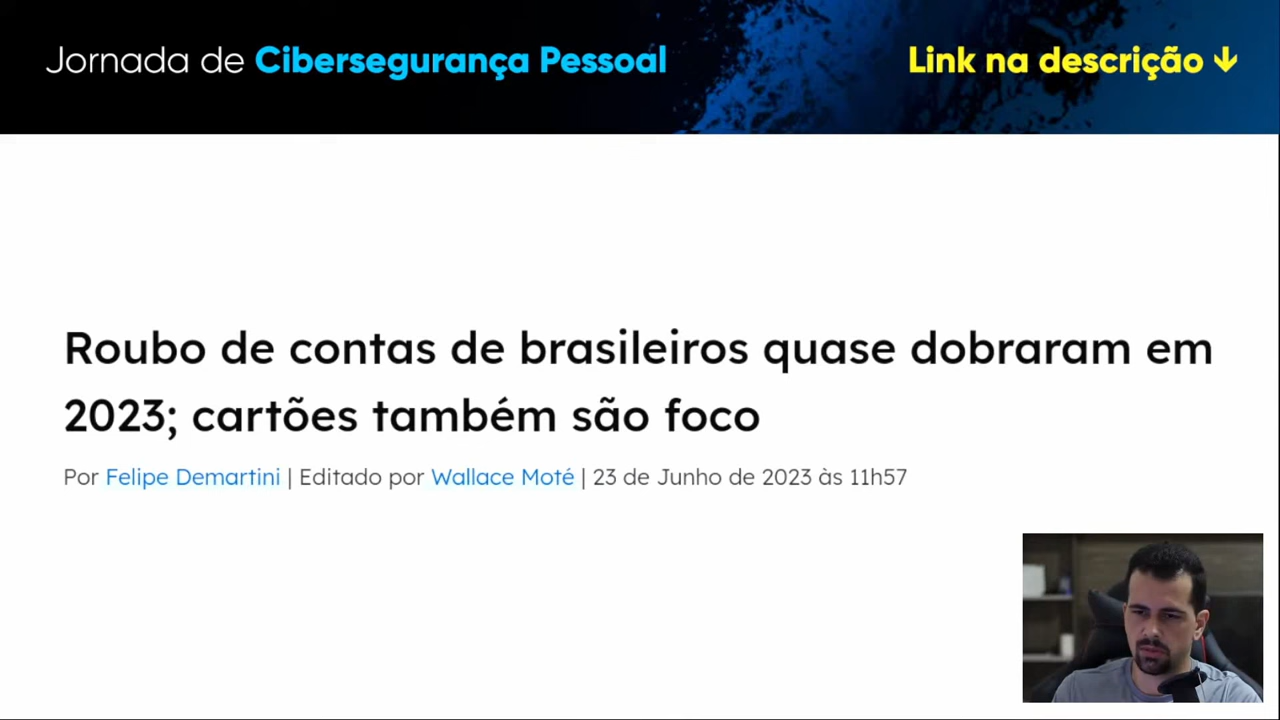 Jornada de Cibersegurança Pessoal
Link na descrição ↓
Roubo de contas de brasileiros quase dobraram em
2023; cartões também são foco
Por Felipe Demartini | Editado por Wallace Moté | 23 de Junho de 2023 às 11h57